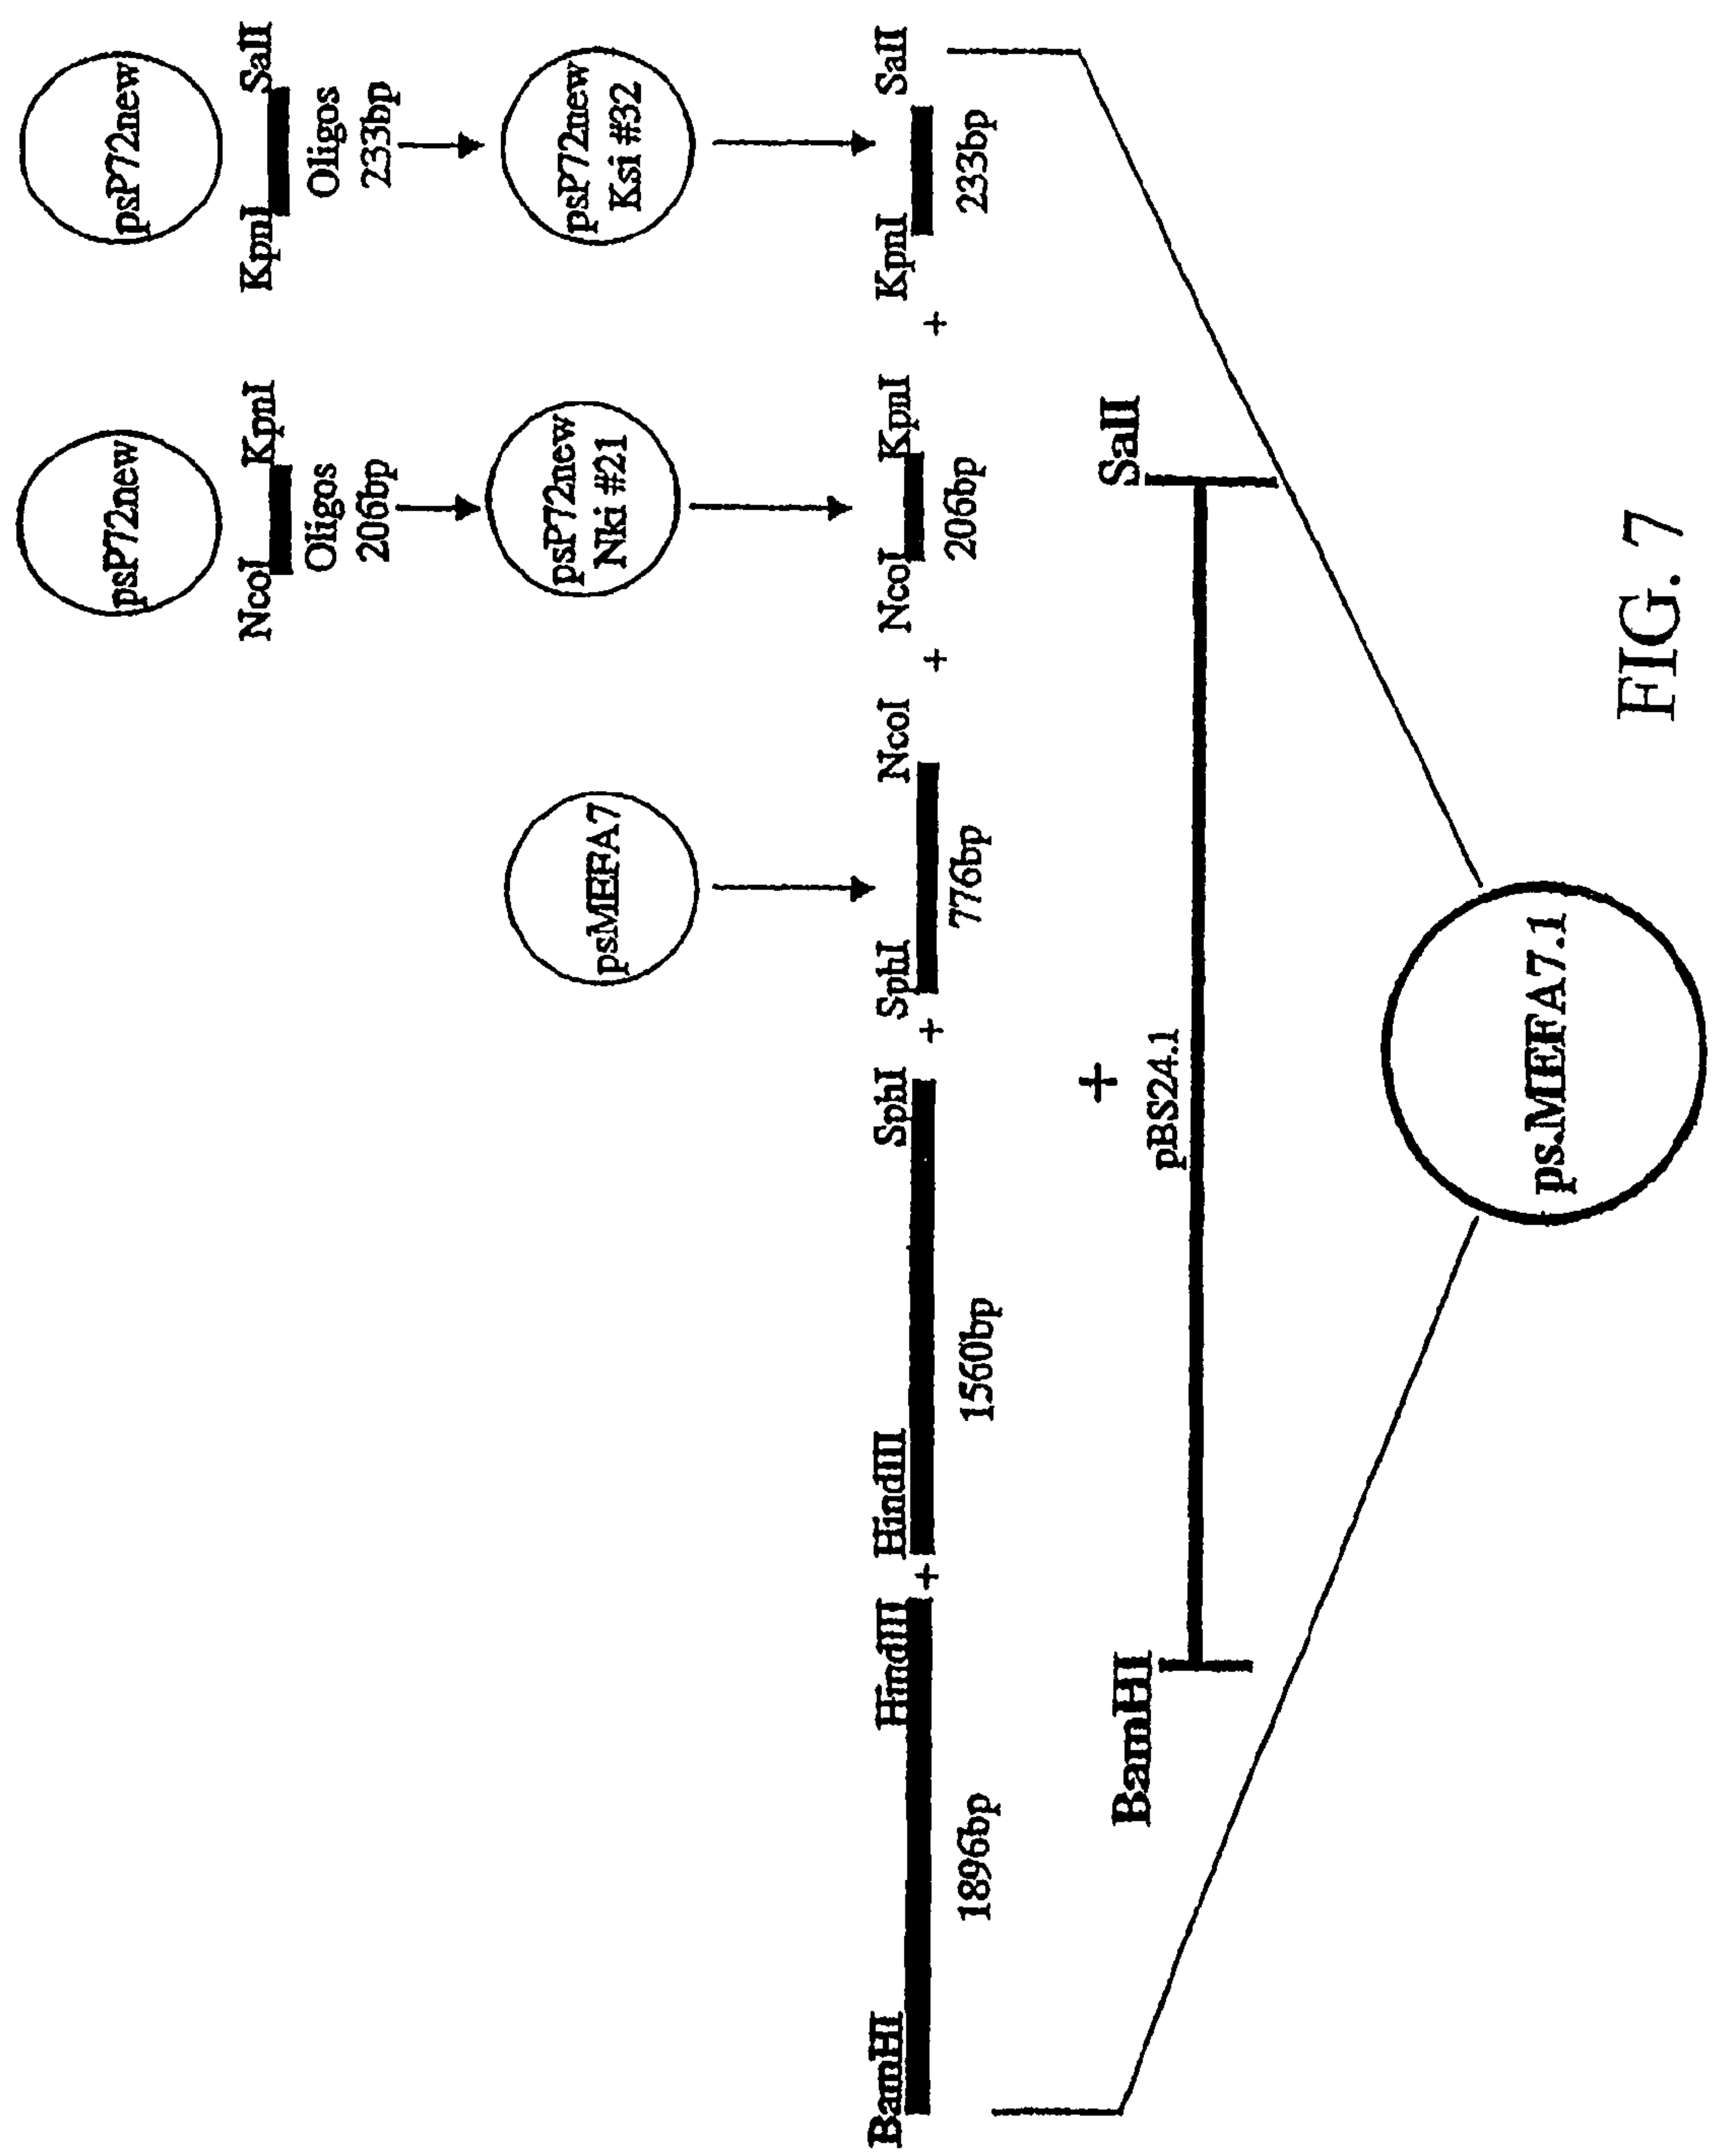 psP72new
psP72new
NcoI KpnI
KpnI SalI
Oligos
206bp
Oligos
233bp
psMEFA7
psP72new
Nki #21
psP72new
Ksi #32
BamHI HindIII + HindIII SphI + SphI NcoI + NcoI KpnI + KpnI SalI
1896bp 1560bp 776bp 206bp 233bp
+
BamHI pBS24.1 SalI
ps.MEFA7.1
FIG. 7